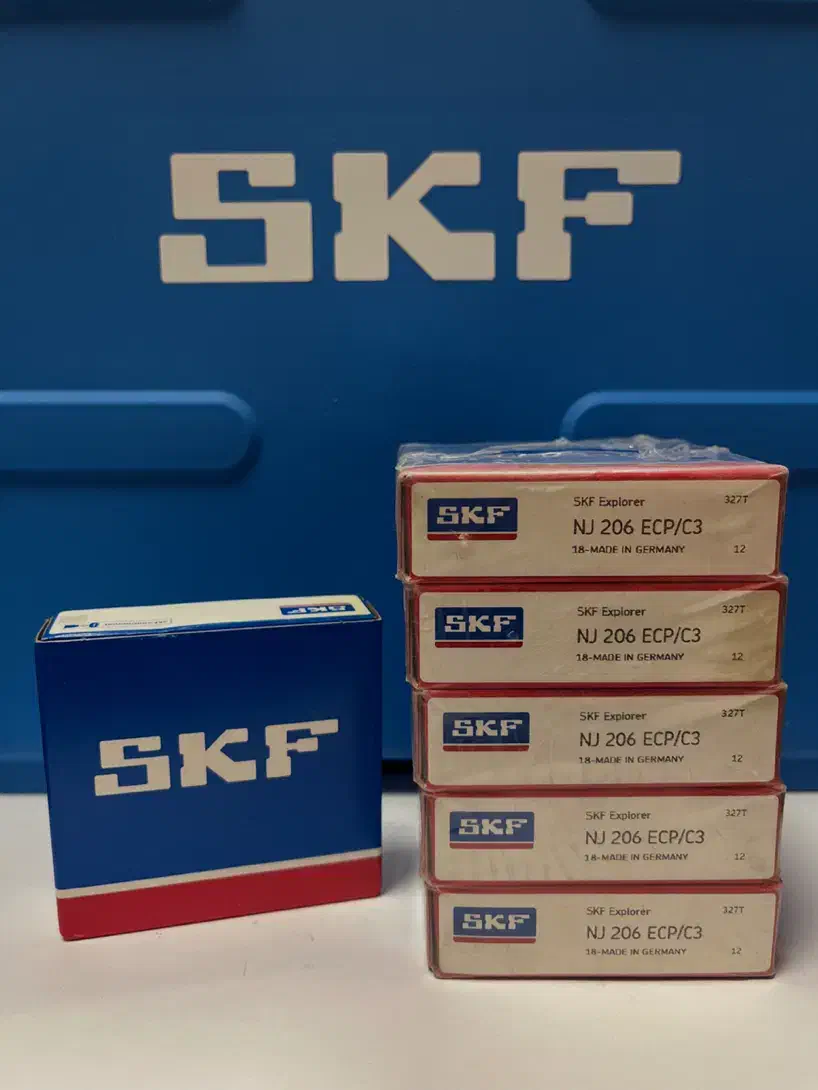 SKF
SKF
SKF
SKF
SKF Explorer
327T
NJ 206 ECP/C3
18-MADE IN GERMANY
12
SKF
SKF Explorer
327T
NJ 206 ECP/C3
18-MADE IN GERMANY
12
SKF
SKF Explorer
327T
NJ 206 ECP/C3
18-MADE IN GERMANY
12
SKF
SKF Explorer
327T
NJ 206 ECP/C3
18-MADE IN GERMANY
12
SKF
SKF Explorer
327T
NJ 206 ECP/C3
18-MADE IN GERMANY
12